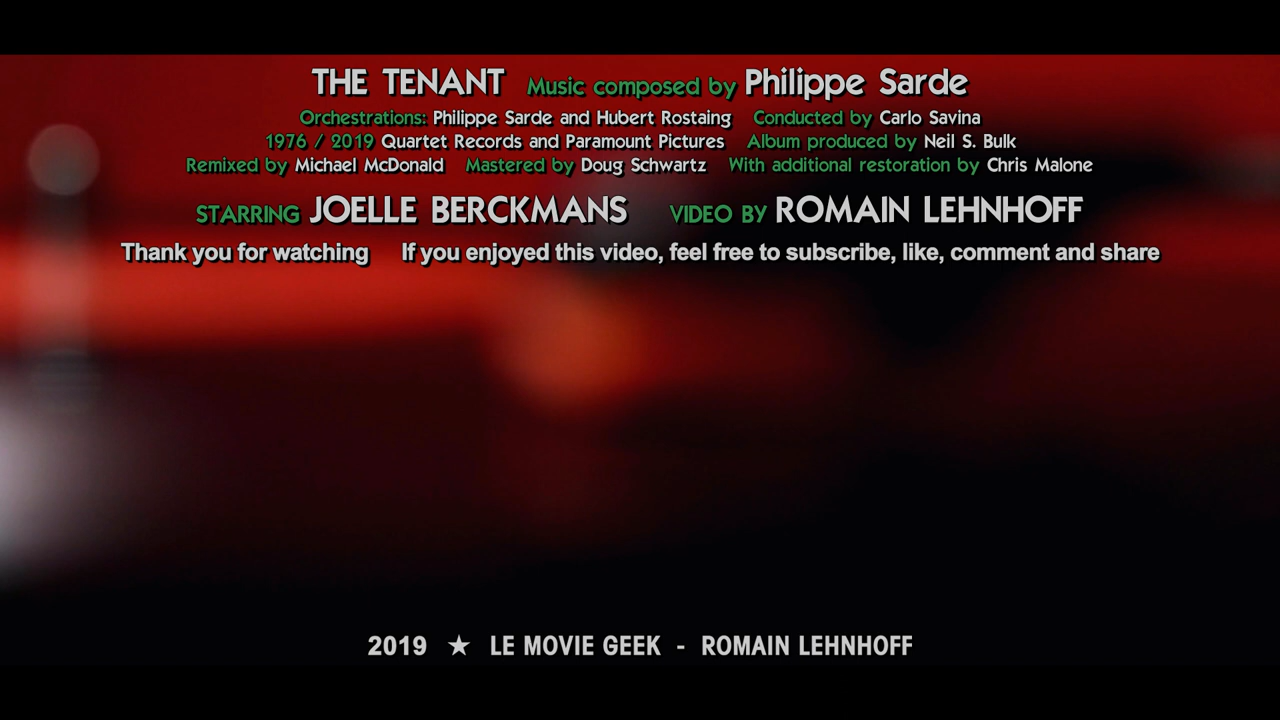 THE TENANT Music composed by Philippe Sarde
Orchestrations: Philippe Sarde and Hubert Rostaing Conducted by Carlo Savina
1976 / 2019 Quartet Records and Paramount Pictures Album produced by Neil S. Bulk
Remixed by Michael McDonald Mastered by Doug Schwartz With additional restoration by Chris Malone
STARRING JOELLE BERCKMANS VIDEO BY ROMAIN LEHNHOFF
Thank you for watching If you enjoyed this video, feel free to subscribe, like, comment and share
2019 ★ LE MOVIE GEEK - ROMAIN LEHNHOFF